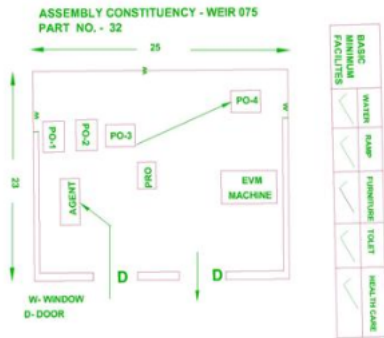 ASSEMBLY CONSTITUENCY - WEIR 075
PART NO. - 32
25
W
PO-4
W
W
PO-1
PO-2
PO-3
23
PRO
AGENT
EVM
MACHINE
D
D
W- WINDOW
D- DOOR
BASIC
MINIMUM
FACILITES
WATER
RAMP
FURNITURE
TOLET
HEALTH CARE